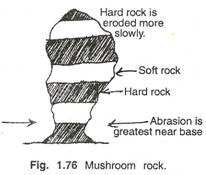 Hard rock is
eroded more
slowly.
Soft rock
Hard rock
Abrasion is
greatest near base
Fig. 1.76 Mushroom rock.